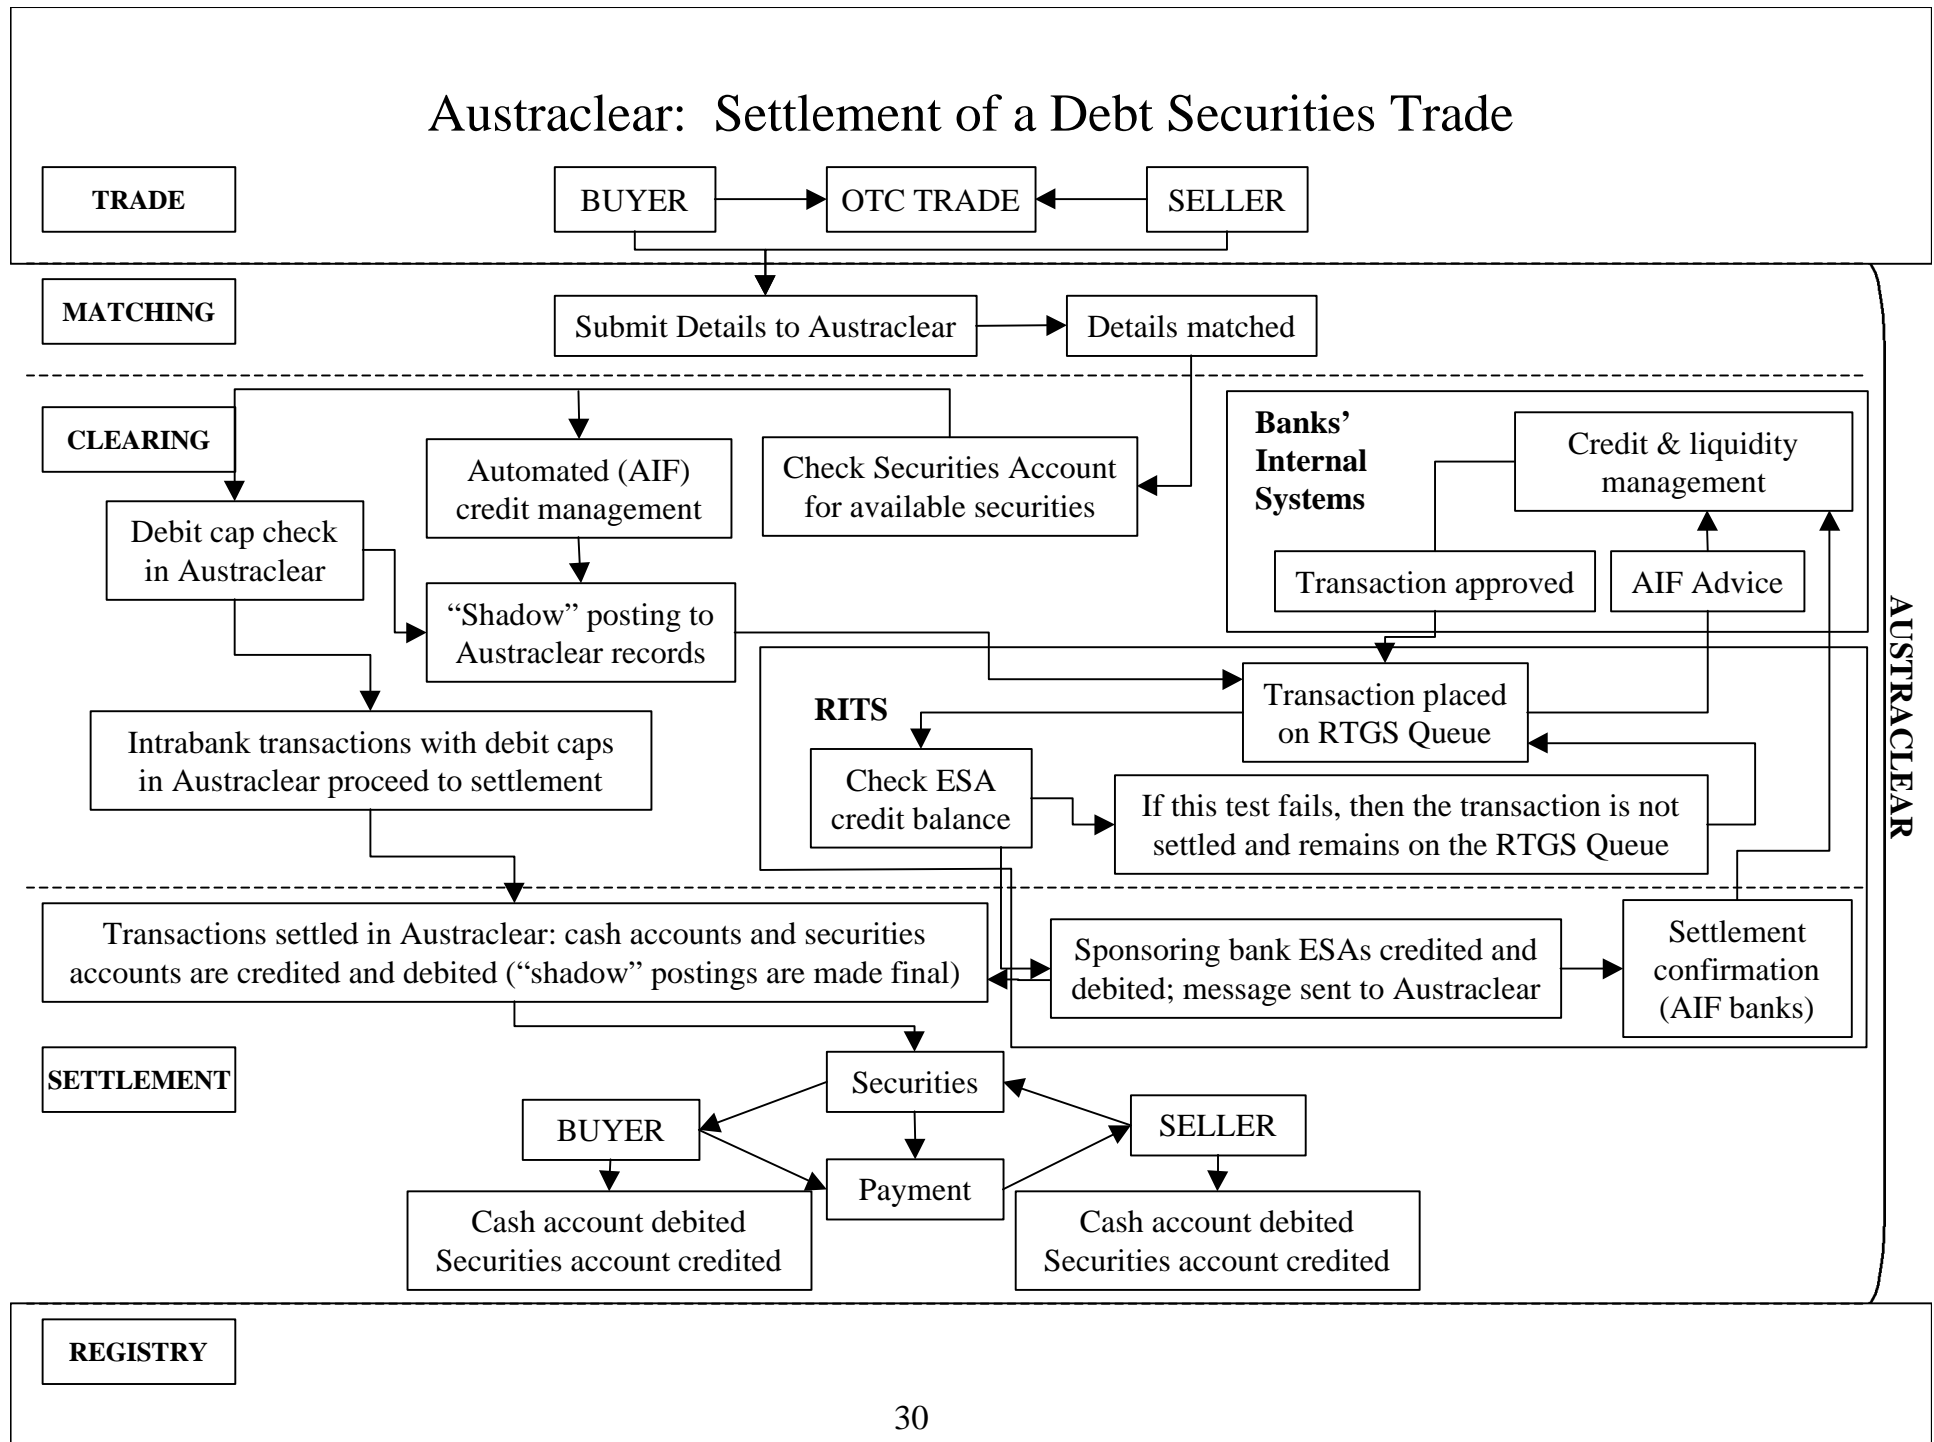 Austraclear:  Settlement of a Debt Securities Trade
TRADE
BUYER
OTC TRADE
SELLER
MATCHING
Submit Details to Austraclear
Details matched
CLEARING
Automated (AIF)
credit management
Check Securities Account
for available securities
Banks’
Internal
Systems
Credit & liquidity
management
Debit cap check
in Austraclear
Transaction approved
AIF Advice
“Shadow” posting to
Austraclear records
AUSTRACLEAR
RITS
Transaction placed
on RTGS Queue
Intrabank transactions with debit caps
in Austraclear proceed to settlement
Check ESA
credit balance
If this test fails, then the transaction is not
settled and remains on the RTGS Queue
Transactions settled in Austraclear: cash accounts and securities
accounts are credited and debited (“shadow” postings are made final)
Sponsoring bank ESAs credited and
debited; message sent to Austraclear
Settlement
confirmation
(AIF banks)
SETTLEMENT
Securities
BUYER
SELLER
Payment
Cash account debited
Securities account credited
Cash account debited
Securities account credited
REGISTRY
30